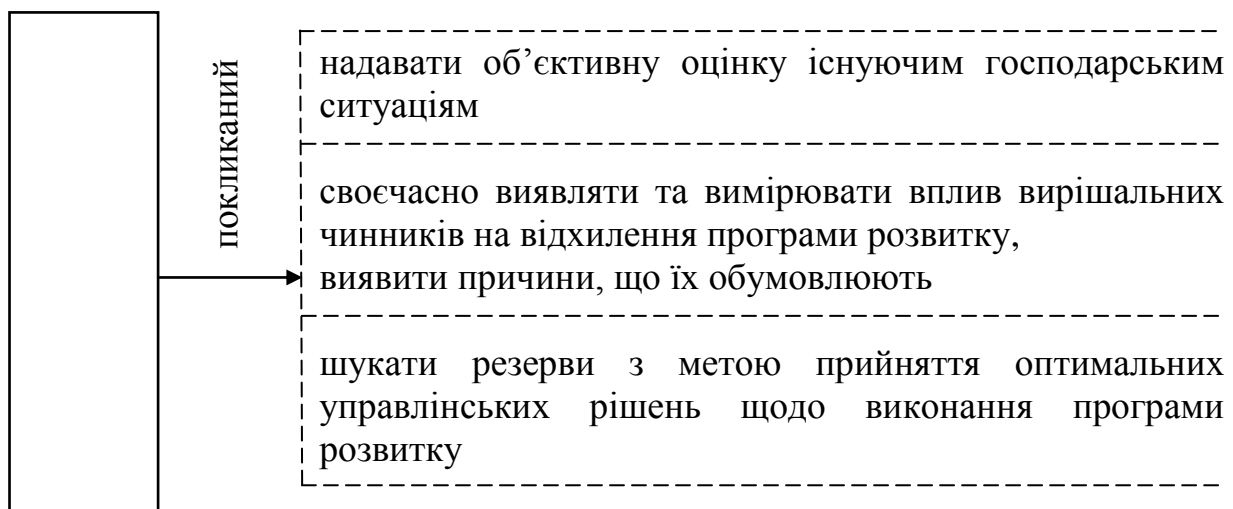 покликаний
надавати об’єктивну оцінку існуючим господарським
ситуаціям
своєчасно виявляти та вимірювати вплив вирішальних
чинників на відхилення програми розвитку,
виявити причини, що їх обумовлюють
шукати резерви з метою прийняття оптимальних
управлінських рішень щодо виконання програми
розвитку